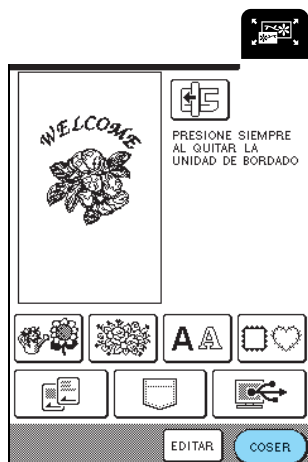 WELCOME
PRESIONE SIEMPRE
AL QUITAR LA
UNIDAD DE BORDADO
A A
EDITAR
COSER